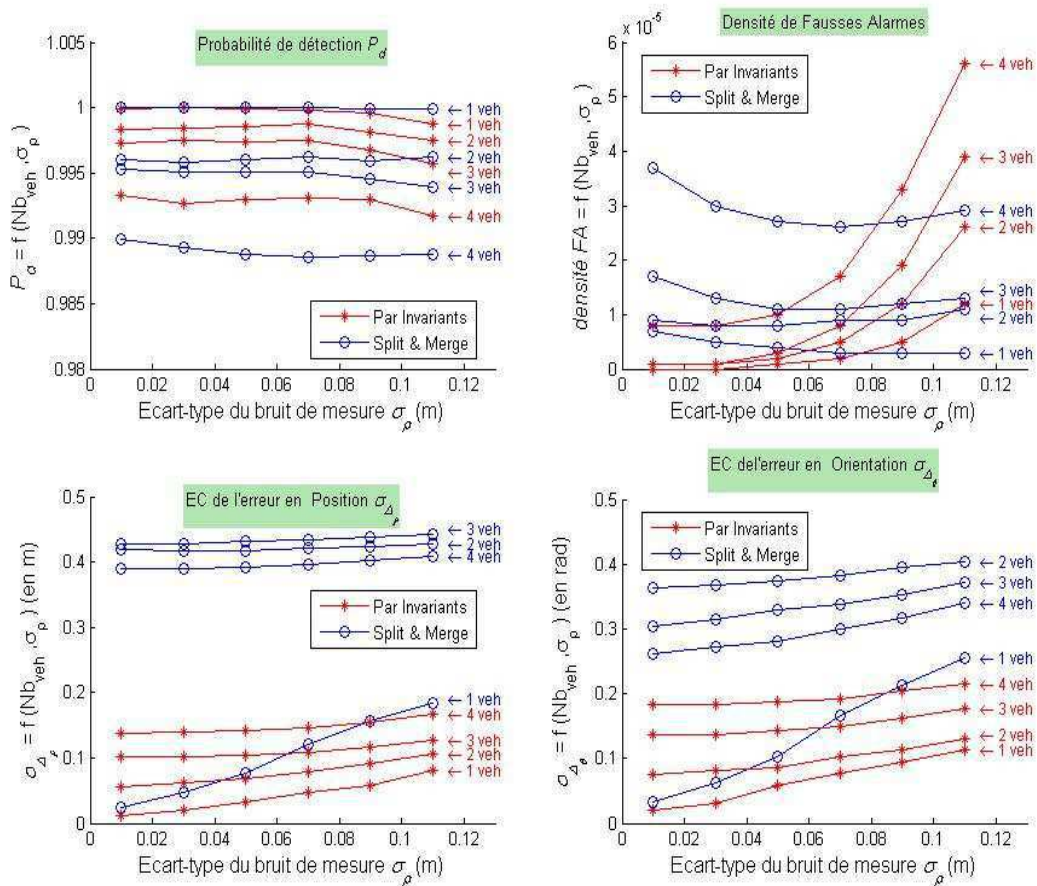 Probabilité de détection P_d
1.005
1
0.995
0.99
0.985
0.98
P_d = f (Nb_veh, σ_ρ)
← 1 veh
← 1 veh
← 2 veh
← 2 veh
← 3 veh
← 3 veh
← 4 veh
← 4 veh
Par Invariants
Split & Merge
0 0.02 0.04 0.06 0.08 0.1 0.12
Ecart-type du bruit de mesure σ_ρ (m)
Densité de Fausses Alarmes
x 10^-5
6
5
4
3
2
1
0
densité FA = f (Nb_veh, σ_ρ)
Par Invariants
Split & Merge
← 4 veh
← 3 veh
← 4 veh
← 2 veh
← 3 veh
← 1 veh
← 2 veh
← 1 veh
0 0.02 0.04 0.06 0.08 0.1 0.12
Ecart-type du bruit de mesure σ_ρ (m)
EC de l'erreur en Position σ_Δ_ρ
0.5
0.4
0.3
0.2
0.1
0
σ_Δ_ρ = f (Nb_veh, σ_ρ) (en m)
← 3 veh
← 2 veh
← 4 veh
Par Invariants
Split & Merge
← 1 veh
← 4 veh
← 3 veh
← 2 veh
← 1 veh
0 0.02 0.04 0.06 0.08 0.1 0.12
Ecart-type du bruit de mesure σ_ρ (m)
EC del'erreur en Orientation σ_Δ_θ
0.5
0.4
0.3
0.2
0.1
0
σ_Δ_θ = f (Nb_veh, σ_ρ) (en rad)
Par Invariants
Split & Merge
← 2 veh
← 3 veh
← 4 veh
← 1 veh
← 4 veh
← 3 veh
← 2 veh
← 1 veh
0 0.02 0.04 0.06 0.08 0.1 0.12
Ecart-type du bruit de mesure σ_ρ (m)